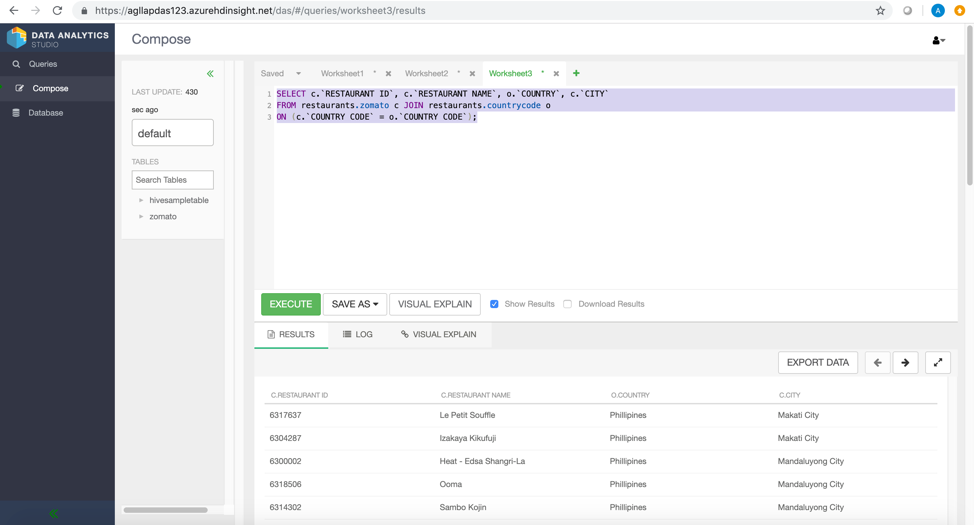 https://agllapdas123.azurehdinsight.net/das/#/queries/worksheet3/results
A
DATA ANALYTICS
STUDIO
Queries
Compose
Database
Compose
LAST UPDATE: 430
sec ago
default
TABLES
Search Tables
hivesampletable
zomato
Saved Worksheet1 * Worksheet2 * Worksheet3 *
1 SELECT c.`RESTAURANT ID`, c.`RESTAURANT NAME`, o.`COUNTRY`, c.`CITY`
2 FROM restaurants.zomato c JOIN restaurants.countrycode o
3 ON (c.`COUNTRY CODE` = o.`COUNTRY CODE`);
EXECUTE SAVE AS VISUAL EXPLAIN Show Results Download Results
RESULTS LOG VISUAL EXPLAIN
EXPORT DATA
C.RESTAURANT ID C.RESTAURANT NAME O.COUNTRY C.CITY
6317637 Le Petit Souffle Phillipines Makati City
6304287 Izakaya Kikufuji Phillipines Makati City
6300002 Heat - Edsa Shangri-La Phillipines Mandaluyong City
6318506 Ooma Phillipines Mandaluyong City
6314302 Sambo Kojin Phillipines Mandaluyong City